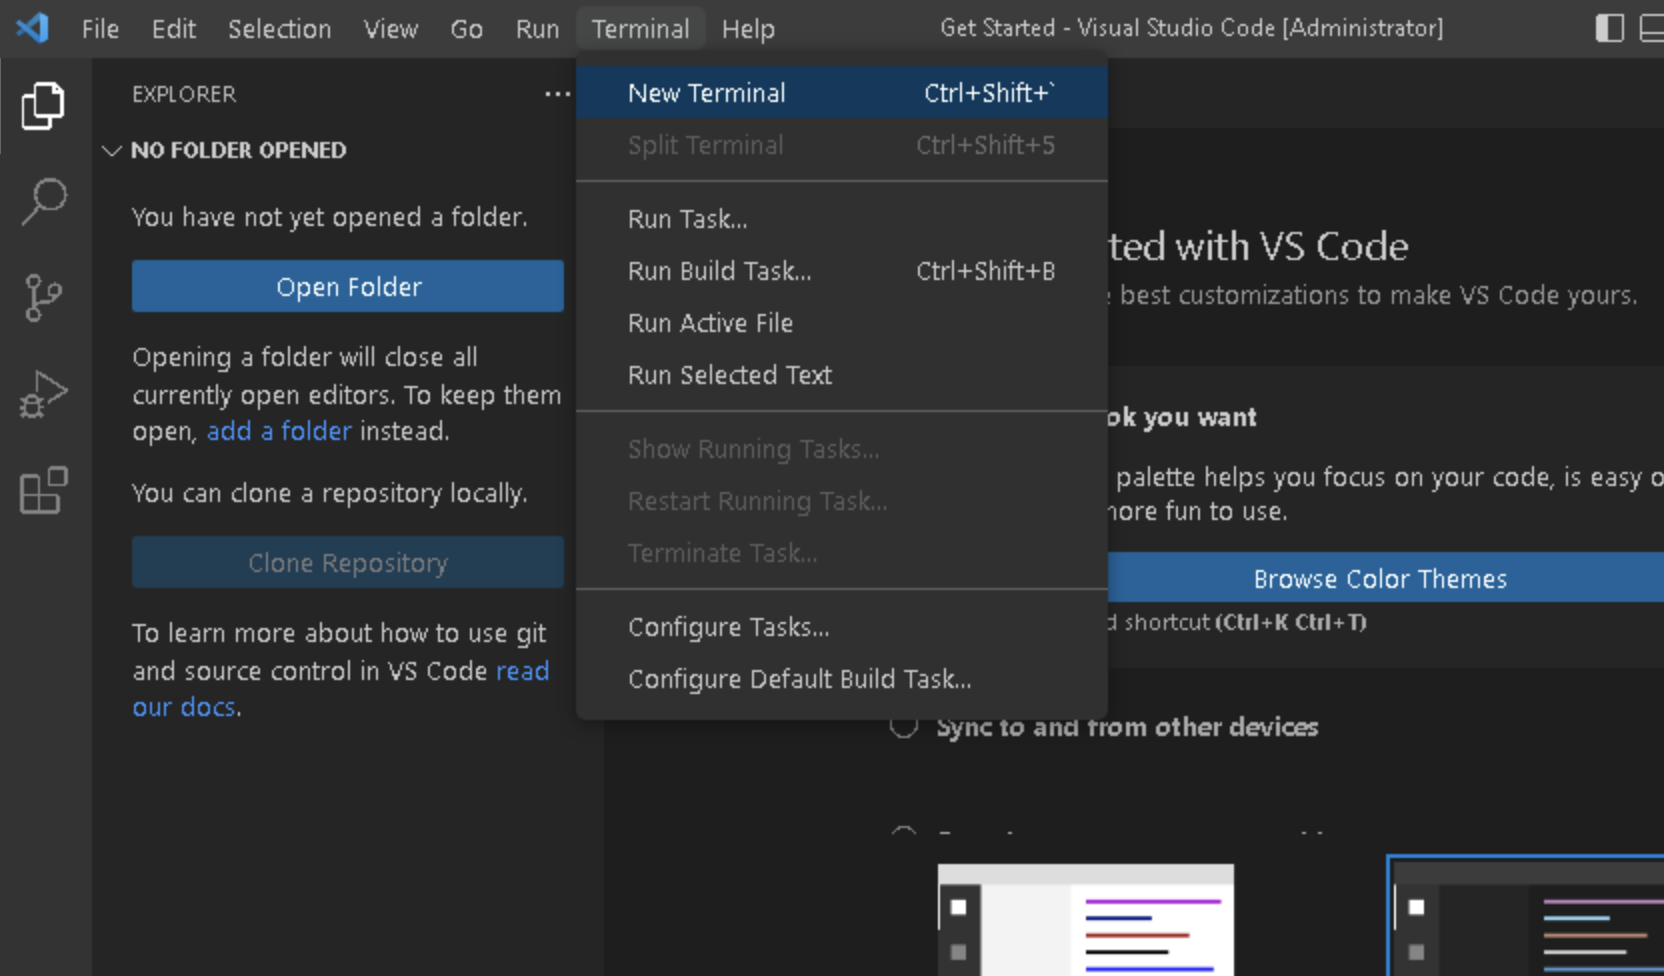 File Edit Selection View Go Run Terminal Help Get Started - Visual Studio Code [Administrator]
EXPLORER ···
NO FOLDER OPENED
You have not yet opened a folder.
Open Folder
Opening a folder will close all
currently open editors. To keep them
open, add a folder instead.
You can clone a repository locally.
Clone Repository
To learn more about how to use git
and source control in VS Code read
our docs.
New Terminal Ctrl+Shift+`
Split Terminal Ctrl+Shift+5
Run Task...
Run Build Task... Ctrl+Shift+B
Run Active File
Run Selected Text
Show Running Tasks...
Restart Running Task...
Terminate Task...
Configure Tasks...
Configure Default Build Task...
ted with VS Code
best customizations to make VS Code yours.
ok you want
palette helps you focus on your code, is easy
fun to use.
Browse Color Themes
shortcut (Ctrl+K Ctrl+T)
Sync to and from other devices